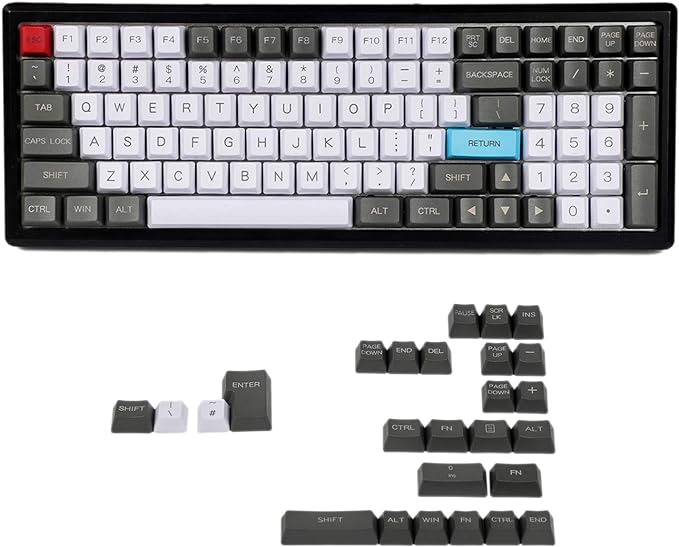 ESC F1 F2 F3 F4 F5 F6 F7 F8 F9 F10 F11 F12 PRT SC DEL HOME END PAGE UP PAGE DOWN
~ ` ! 1 @ 2 # 3 $ 4 % 5 ^ 6 & 7 * 8 ( 9 ) 0 _ - + = BACKSPACE NUM LOCK / * −
TAB Q W E R T Y U I O P { [ } ] | \ 7 8 9 +
CAPS LOCK A S D F G H J K L : ; " ' RETURN 4 5 6
SHIFT Z X C V B N M < , > . ? / SHIFT ▲ 1 2 3 ↵
CTRL WIN ALT ALT CTRL ◀ ▼ ▶ 0 •
PAUSE SCR LK INS
PAGE DOWN END DEL PAGE UP −
ENTER PAGE DOWN +
SHIFT | \ ~ #
CTRL FN ALT
0 INS FN
SHIFT ALT WIN FN CTRL END